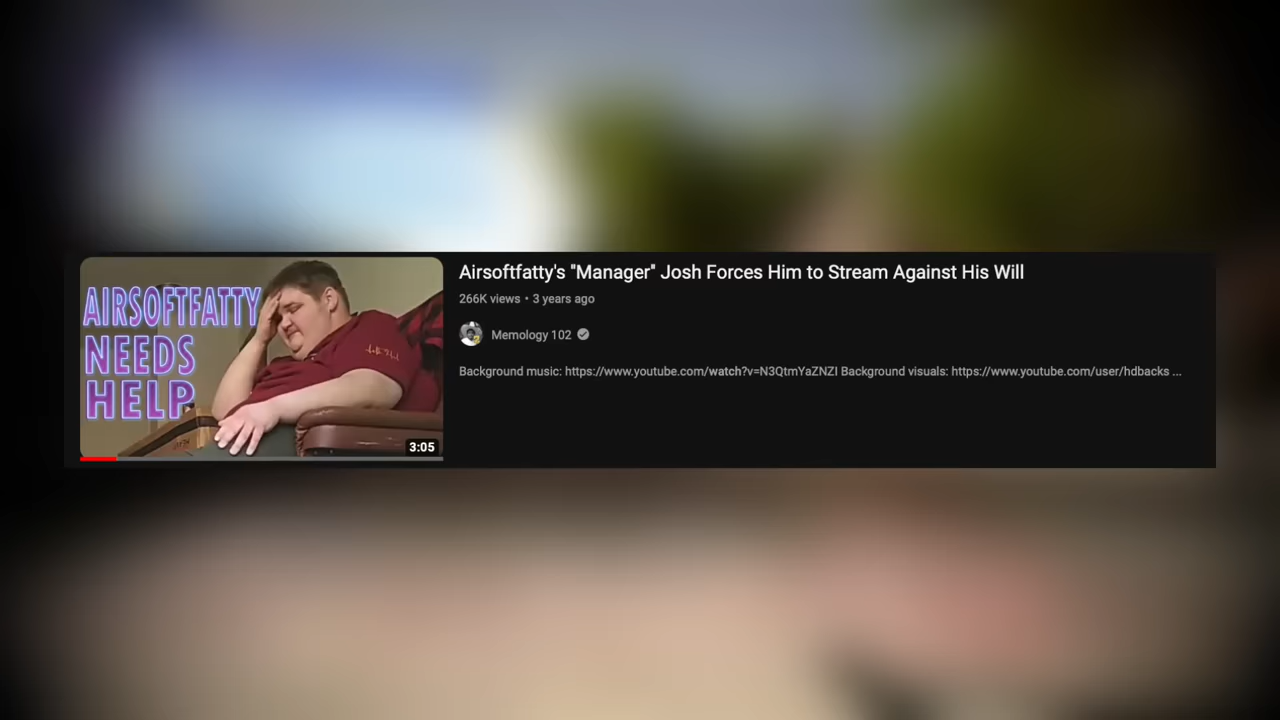 AIRSOFTFATTY
NEEDS
HELP
3:05
Airsoftfatty's "Manager" Josh Forces Him to Stream Against His Will
266K views • 3 years ago
Memology 102
Background music: https://www.youtube.com/watch?v=N3QtmYaZNZI Background visuals: https://www.youtube.com/user/hdbacks ...